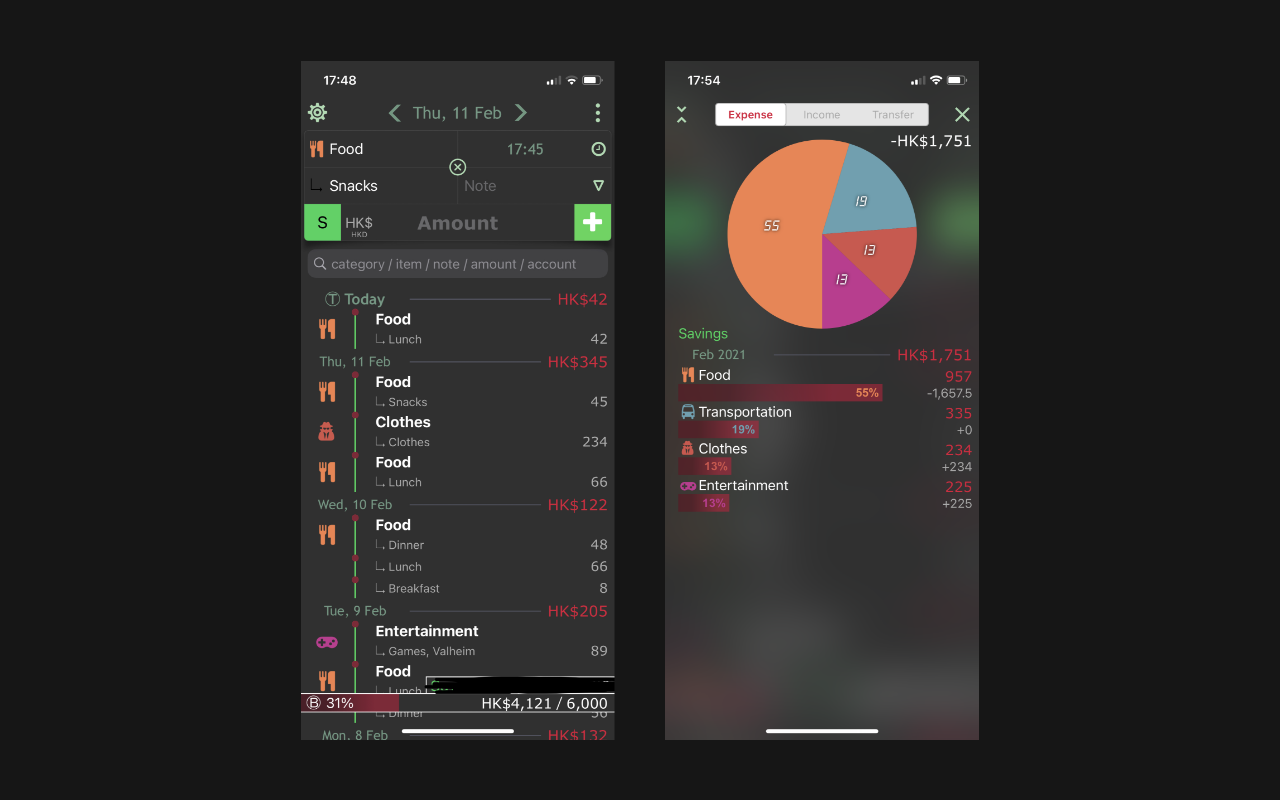 17:48
Thu, 11 Feb
Food
17:45
Snacks
Note
S
HK$
HKD
Amount
category / item / note / amount / account
T Today
HK$42
Food
Lunch
42
Thu, 11 Feb
HK$345
Food
Snacks
45
Clothes
Clothes
234
Food
Lunch
66
Wed, 10 Feb
HK$122
Food
Dinner
48
Lunch
66
Breakfast
8
Tue, 9 Feb
HK$205
Entertainment
Games, Valheim
89
Food
Lunch
B 31%
HK$4,121 / 6,000
Dinner
Mon, 8 Feb
HK$132
17:54
Expense
Income
Transfer
-HK$1,751
55
19
13
13
Savings
Feb 2021
HK$1,751
Food
957
55%
-1,657.5
Transportation
335
19%
+0
Clothes
234
13%
+234
Entertainment
225
13%
+225